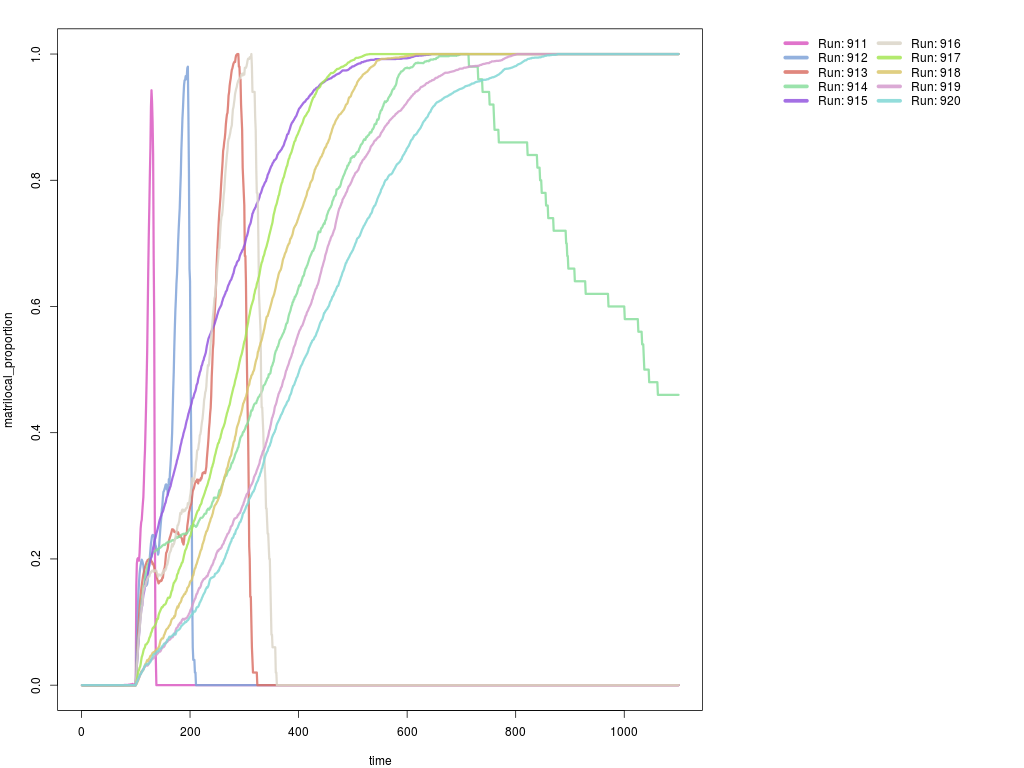 1.0
0.8
0.6
0.4
0.2
0.0
matrilocal_proportion
0
200
400
600
800
1000
time
Run: 911
Run: 912
Run: 913
Run: 914
Run: 915
Run: 916
Run: 917
Run: 918
Run: 919
Run: 920